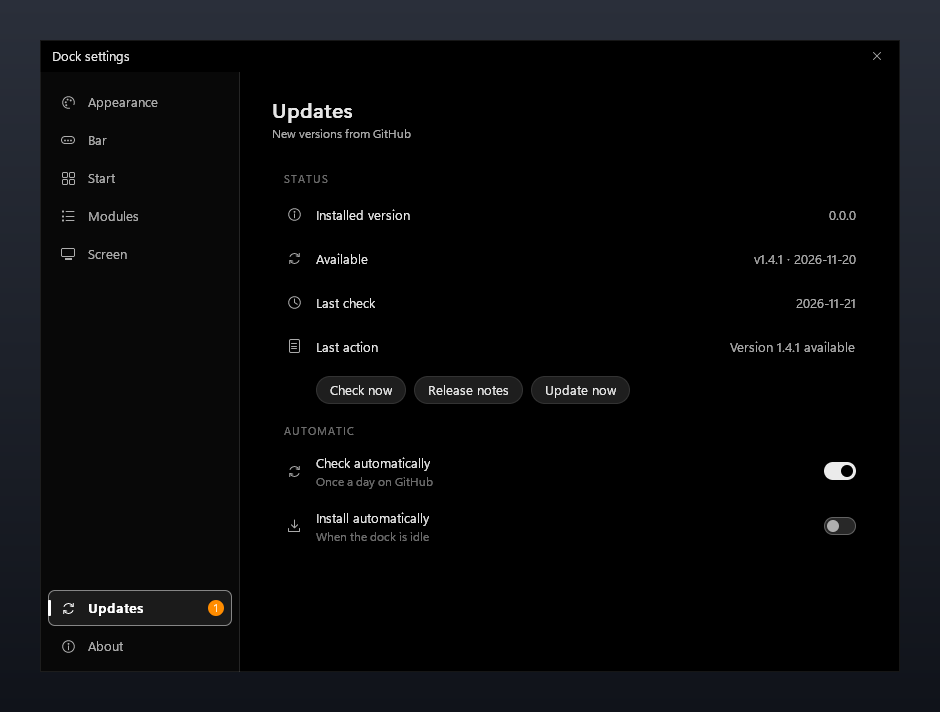 Dock settings
Appearance
Bar
Start
Modules
Screen
Updates 1
About
Updates
New versions from GitHub
STATUS
Installed version 0.0.0
Available v1.4.1 · 2026-11-20
Last check 2026-11-21
Last action Version 1.4.1 available
Check now Release notes Update now
AUTOMATIC
Check automatically
Once a day on GitHub
Install automatically
When the dock is idle